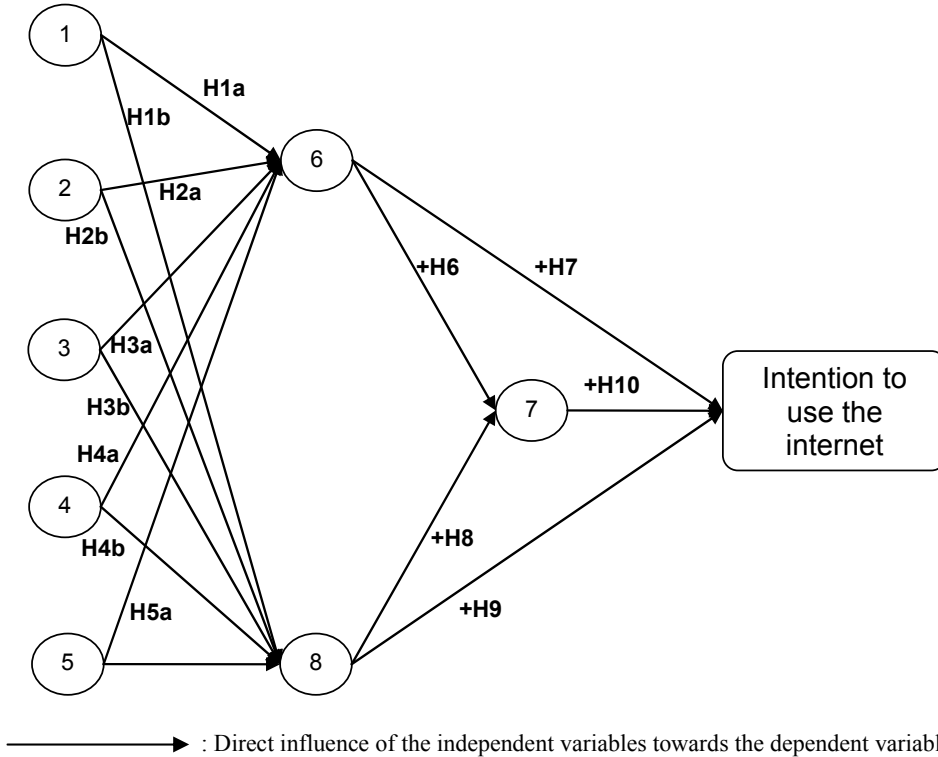 1
H1a
H1b
6
2
H2a
H2b
+H6
+H7
3
H3a
H3b
Intention to
use the
internet
+H10
7
H4a
4
H4b
+H8
H5a
+H9
5
8
: Direct influence of the independent variables towards the dependent variabl